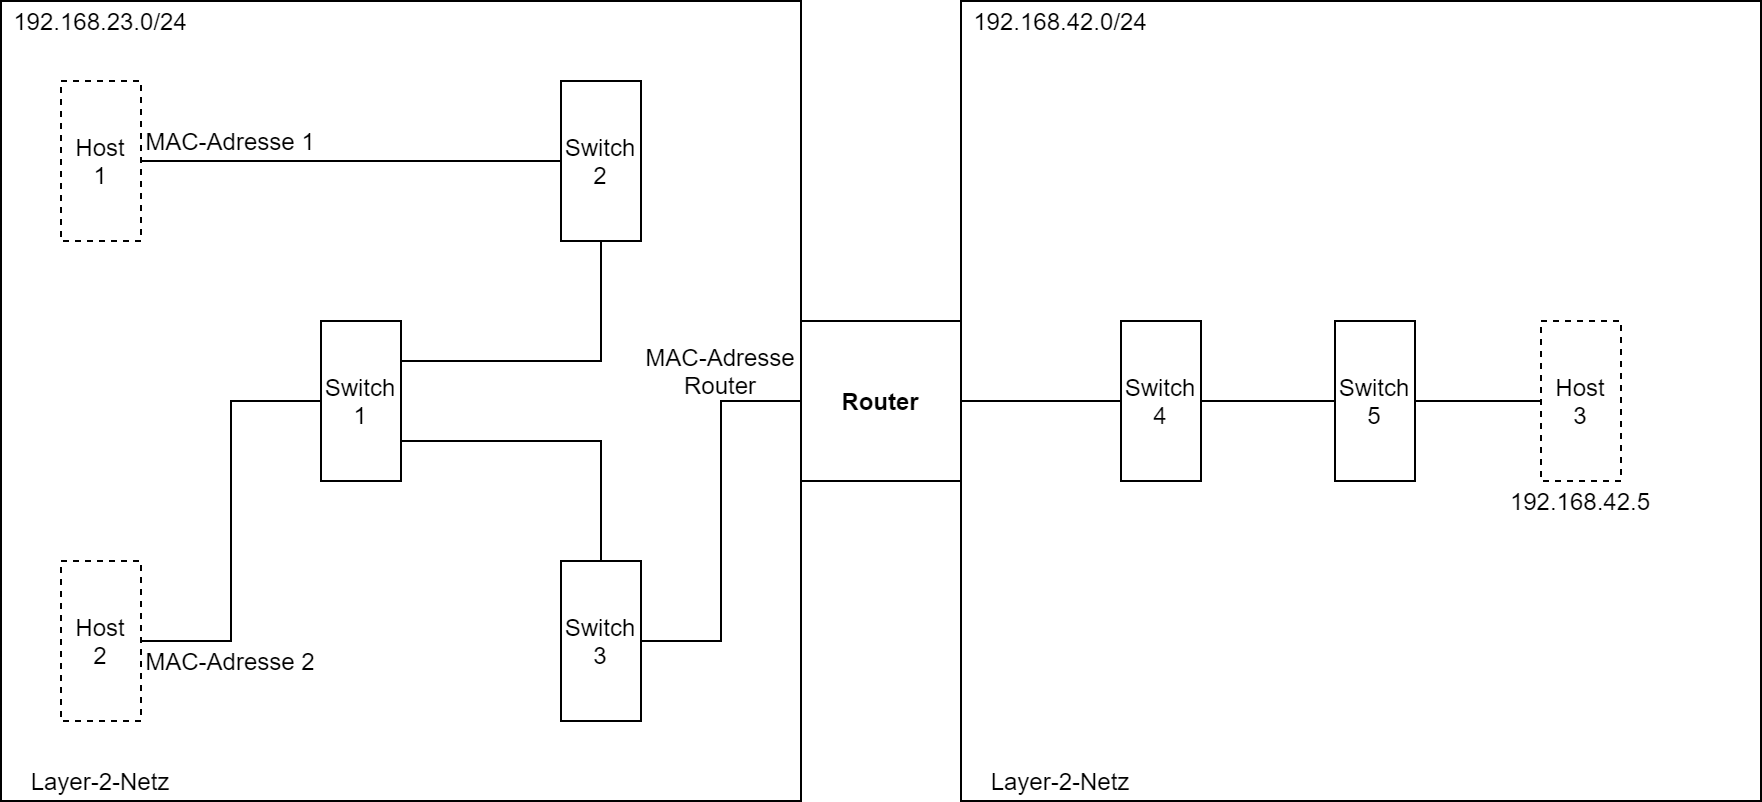 192.168.23.0/24
192.168.42.0/24
Host
1
MAC-Adresse 1
Switch
2
Switch
1
MAC-Adresse
Router
Router
Switch
4
Switch
5
Host
3
192.168.42.5
Host
2
MAC-Adresse 2
Switch
3
Layer-2-Netz
Layer-2-Netz